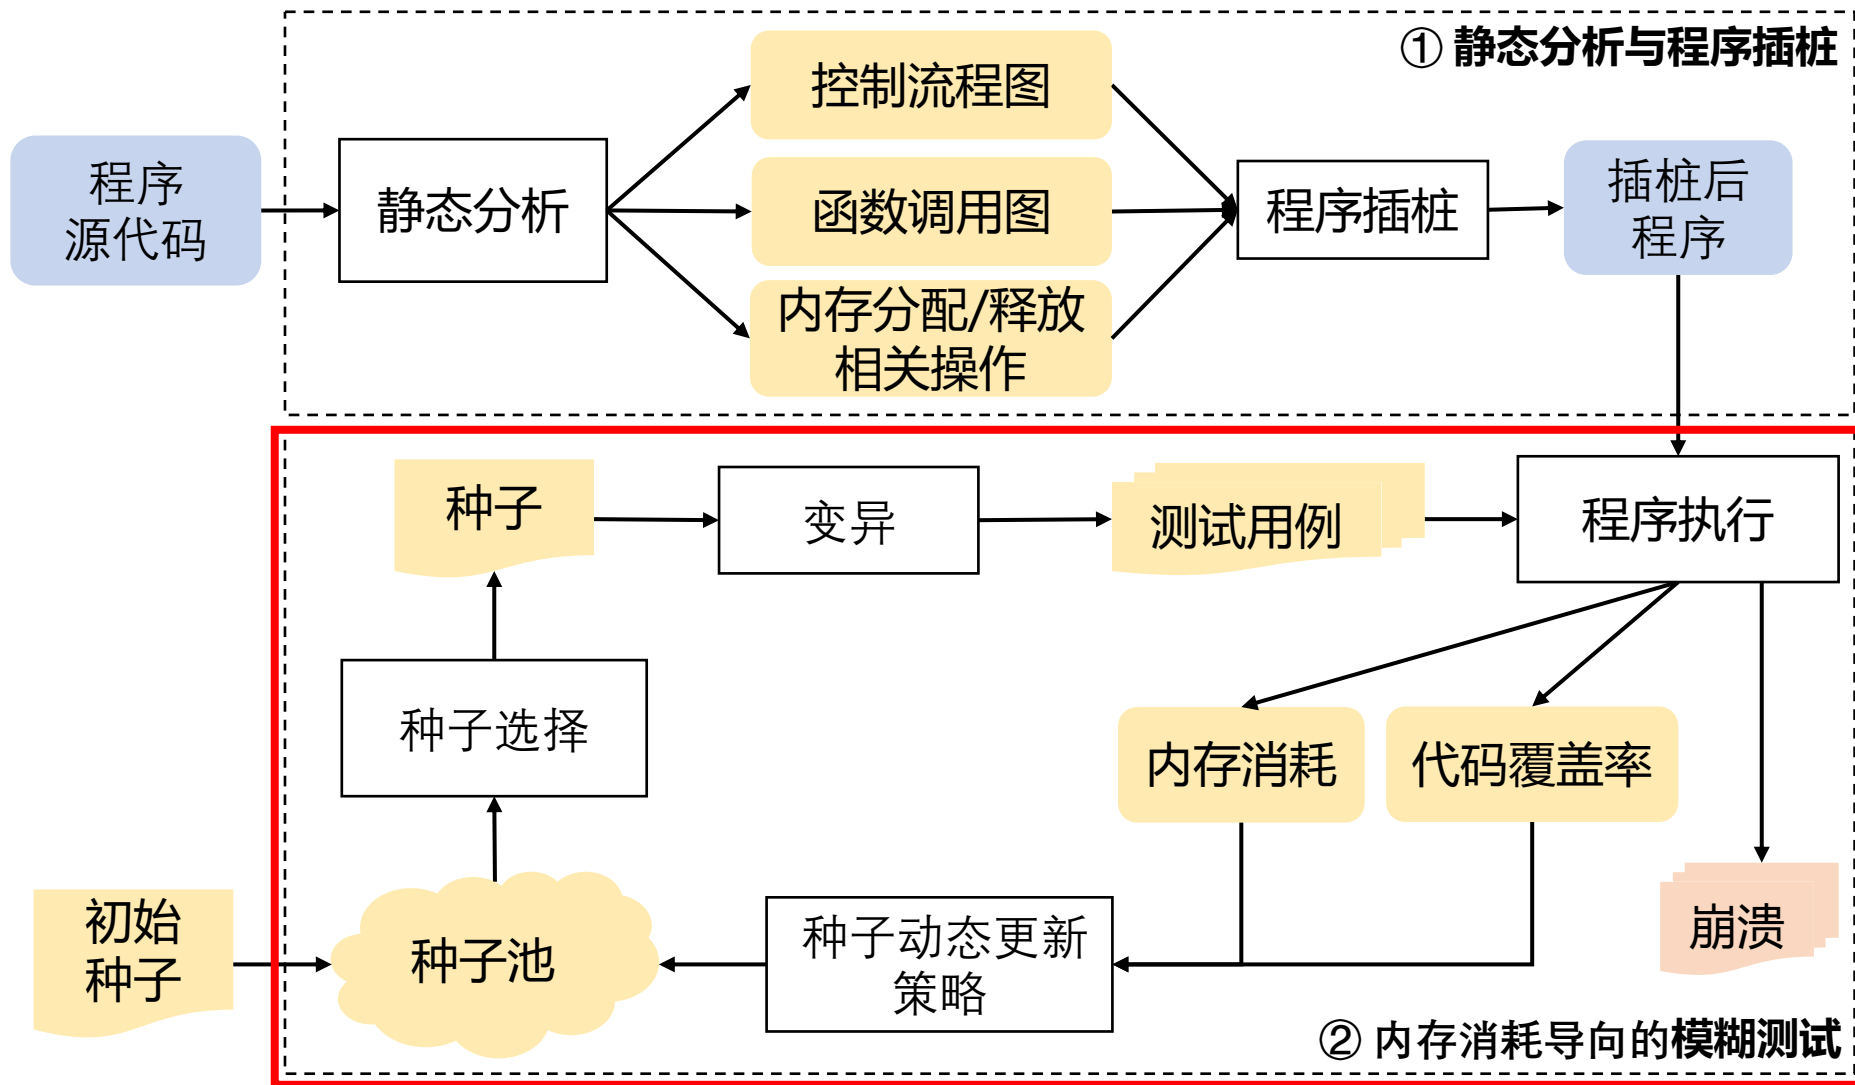 ① 静态分析与程序插桩
控制流程图
程序
源代码
静态分析
函数调用图
程序插桩
插桩后
程序
内存分配/释放
相关操作
种子
变异
测试用例
程序执行
种子选择
内存消耗
代码覆盖率
初始
种子
种子池
种子动态更新
策略
崩溃
② 内存消耗导向的模糊测试